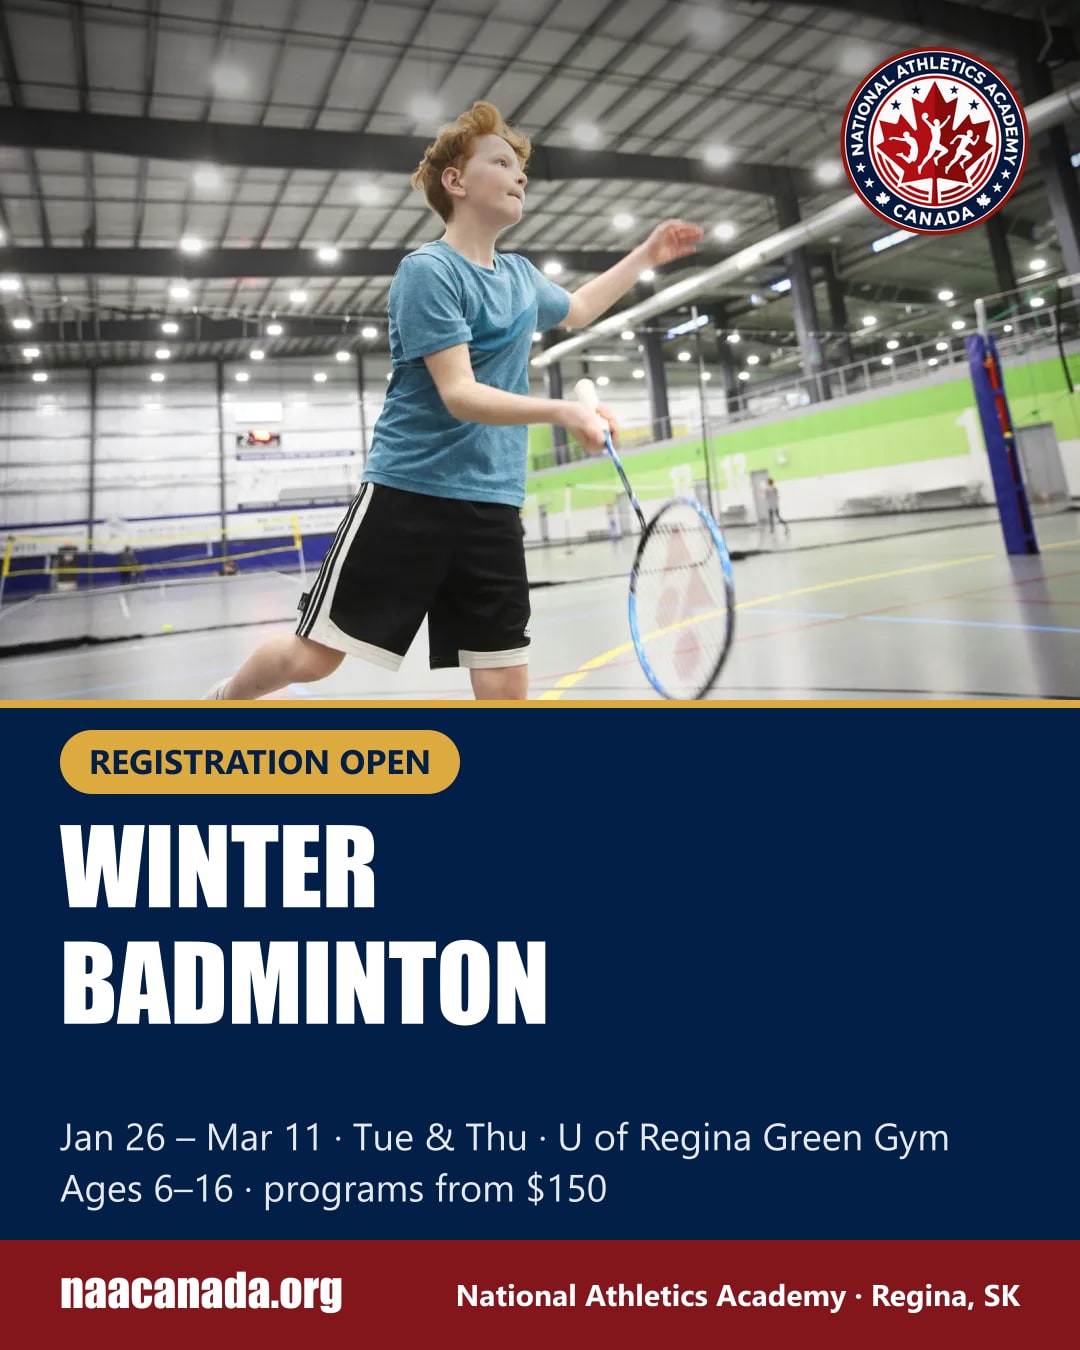 NATIONAL ATHLETICS ACADEMY
CANADA
REGISTRATION OPEN
WINTER
BADMINTON
Jan 26 – Mar 11 · Tue & Thu · U of Regina Green Gym
Ages 6–16 · programs from $150
naacanada.org
National Athletics Academy · Regina, SK